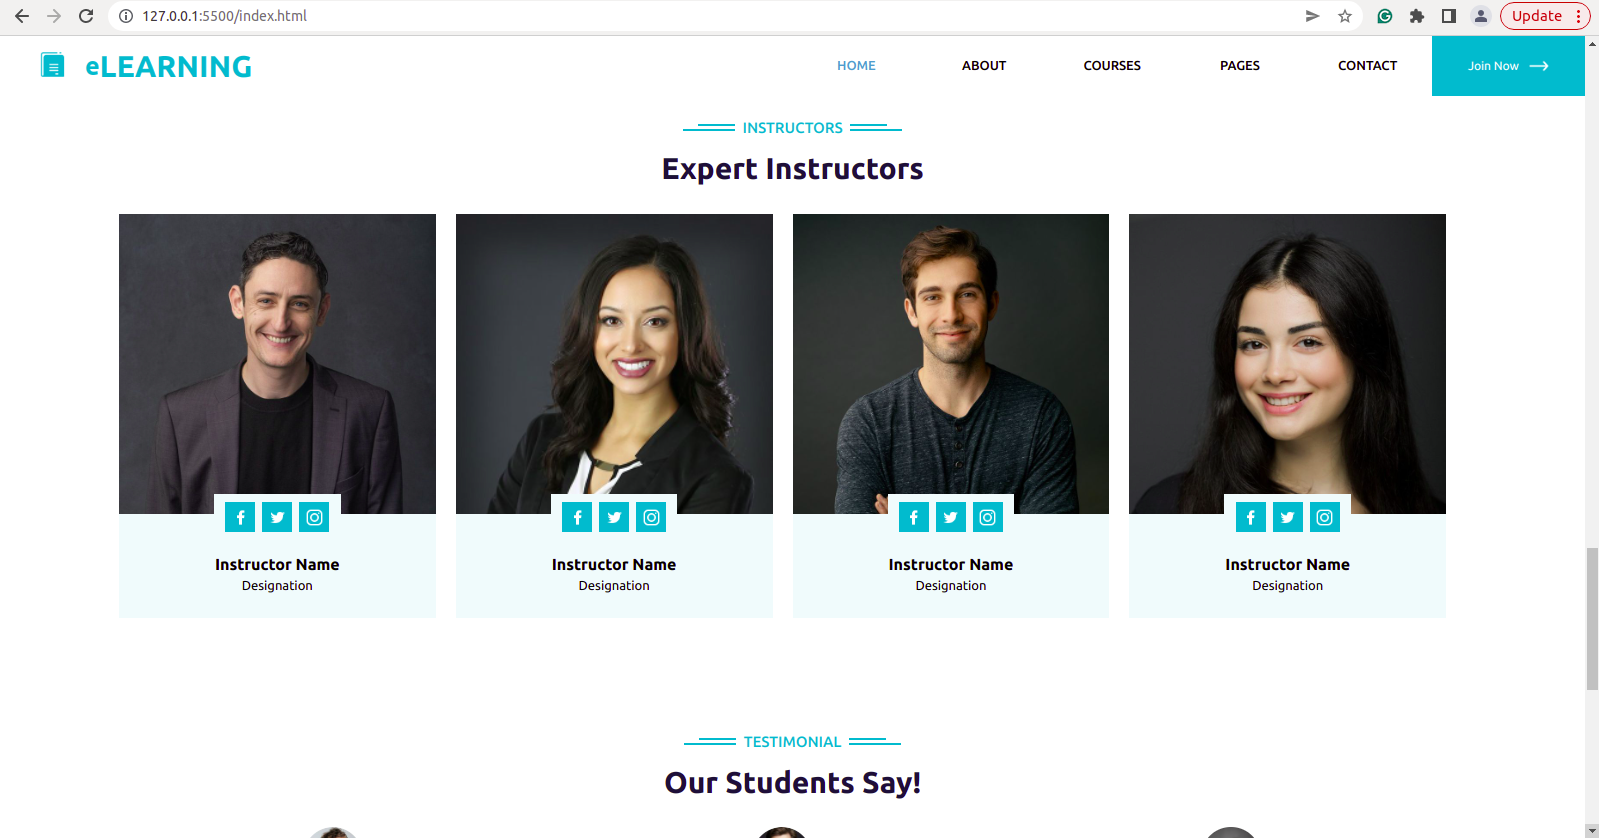 127.0.0.1:5500/index.html
Update
eLEARNING
HOME ABOUT COURSES PAGES CONTACT Join Now
INSTRUCTORS
Expert Instructors
Instructor Name Instructor Name Instructor Name Instructor Name
Designation Designation Designation Designation
TESTIMONIAL
Our Students Say!